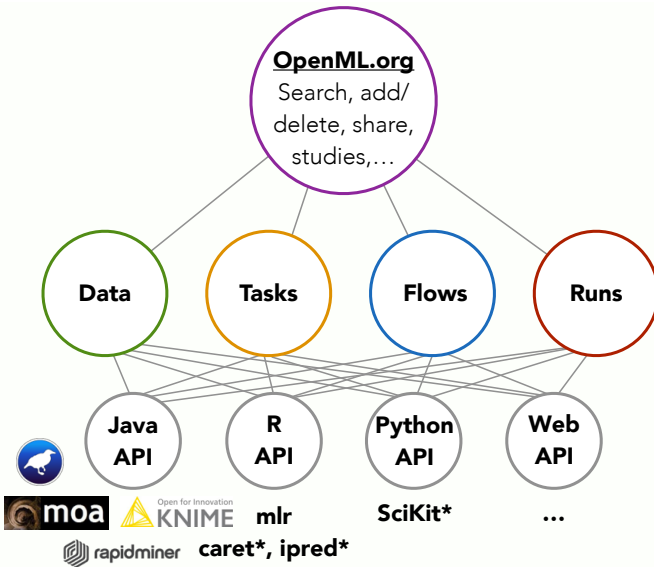 OpenML.org
Search, add/
delete, share,
studies,...
Data
Tasks
Flows
Runs
Java
API
R
API
Python
API
Web
API
moa
Open for Innovation
KNIME
mlr
SciKit*
...
rapidminer
caret*, ipred*